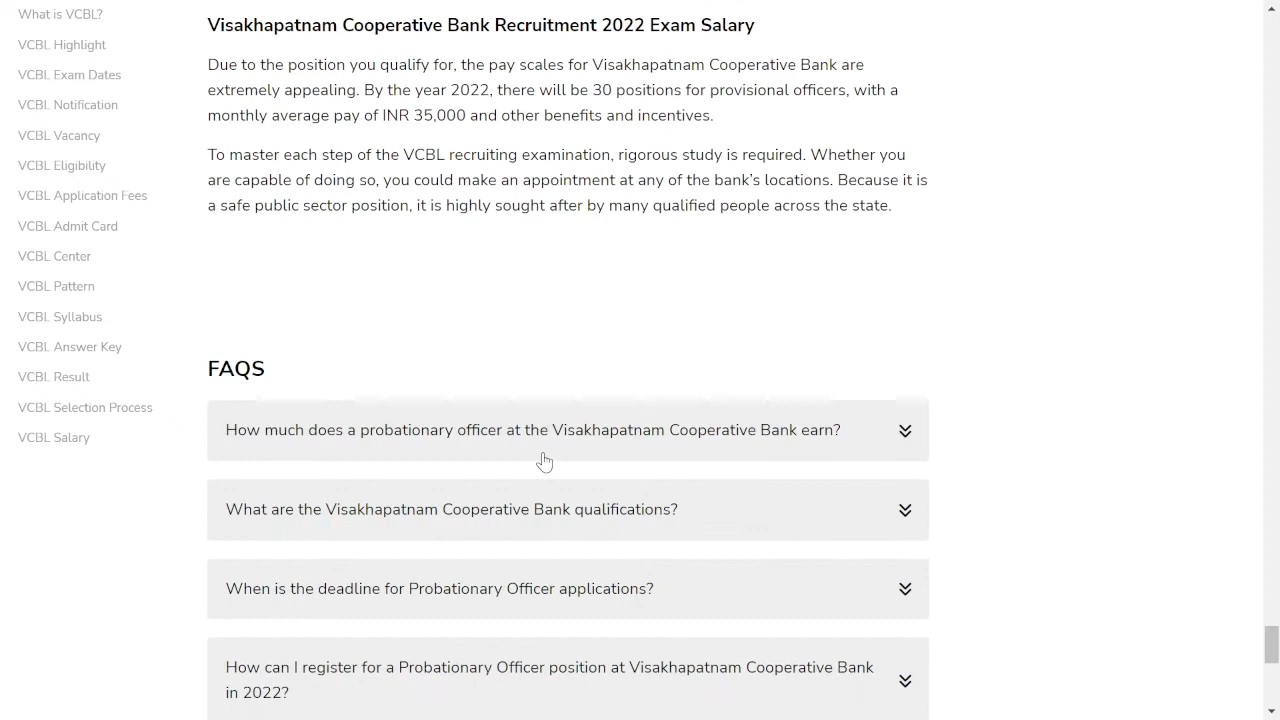 What is VCBL?
VCBL Highlight
VCBL Exam Dates
VCBL Notification
VCBL Vacancy
VCBL Eligibility
VCBL Application Fees
VCBL Admit Card
VCBL Center
VCBL Pattern
VCBL Syllabus
VCBL Answer Key
VCBL Result
VCBL Selection Process
VCBL Salary
Visakhapatnam Cooperative Bank Recruitment 2022 Exam Salary
Due to the position you qualify for, the pay scales for Visakhapatnam Cooperative Bank are
extremely appealing. By the year 2022, there will be 30 positions for provisional officers, with a
monthly average pay of INR 35,000 and other benefits and incentives.
To master each step of the VCBL recruiting examination, rigorous study is required. Whether you
are capable of doing so, you could make an appointment at any of the bank's locations. Because it is
a safe public sector position, it is highly sought after by many qualified people across the state.
FAQS
How much does a probationary officer at the Visakhapatnam Cooperative Bank earn?
What are the Visakhapatnam Cooperative Bank qualifications?
When is the deadline for Probationary Officer applications?
How can I register for a Probationary Officer position at Visakhapatnam Cooperative Bank
in 2022?